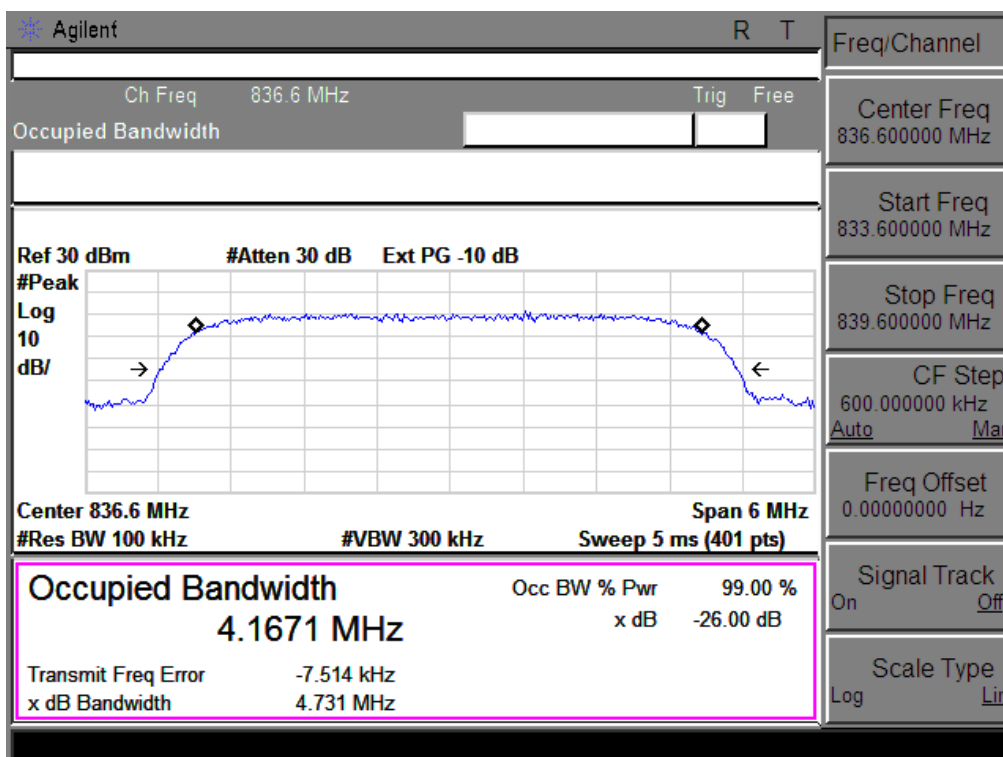 Agilent R T
Ch Freq 836.6 MHz Trig Free
Occupied Bandwidth
Ref 30 dBm #Atten 30 dB Ext PG -10 dB
#Peak
Log
10
dB/
Center 836.6 MHz Span 6 MHz
#Res BW 100 kHz #VBW 300 kHz Sweep 5 ms (401 pts)
Occupied Bandwidth Occ BW % Pwr 99.00 %
4.1671 MHz x dB -26.00 dB
Transmit Freq Error -7.514 kHz
x dB Bandwidth 4.731 MHz
Freq/Channel
Center Freq
836.600000 MHz
Start Freq
833.600000 MHz
Stop Freq
839.600000 MHz
CF Step
600.000000 kHz
Auto Ma
Freq Offset
0.00000000 Hz
Signal Track
On Off
Scale Type
Log Lin